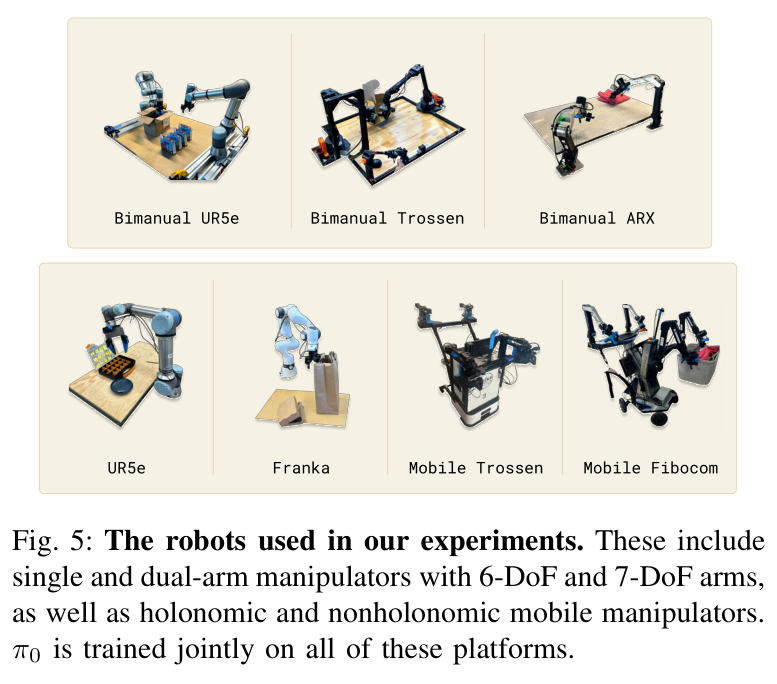 Bimanual UR5e
Bimanual Trossen
Bimanual ARX
UR5e
Franka
Mobile Trossen
Mobile Fibocom
Fig. 5: The robots used in our experiments. These include
single and dual-arm manipulators with 6-DoF and 7-DoF arms,
as well as holonomic and nonholonomic mobile manipulators.
π0 is trained jointly on all of these platforms.